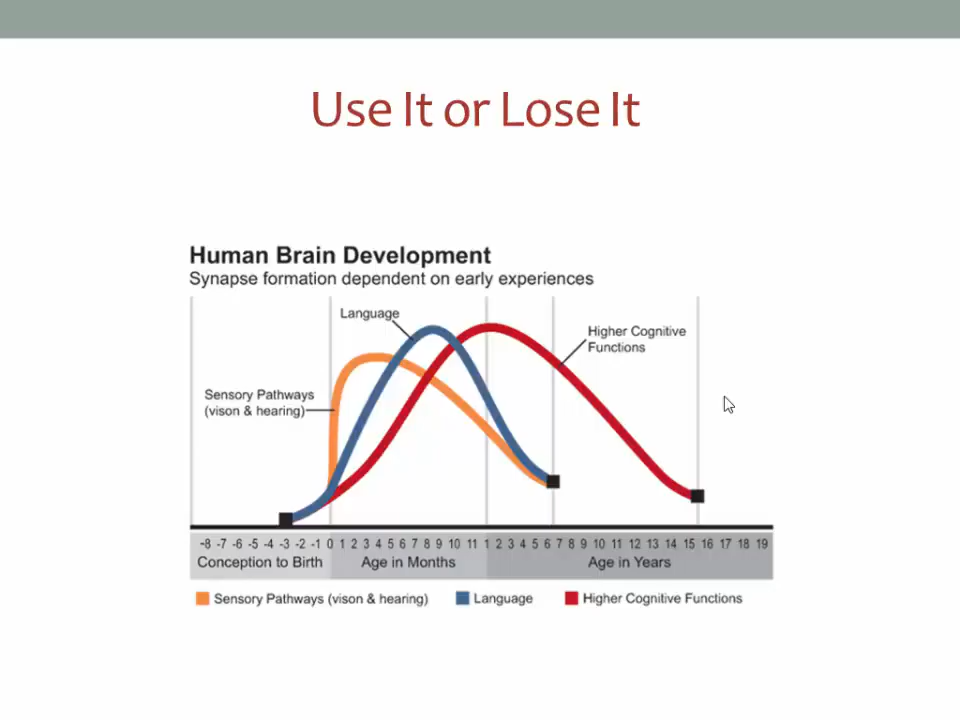 Use It or Lose It
Human Brain Development
Synapse formation dependent on early experiences
Language
Higher Cognitive
Functions
Sensory Pathways
(vison & hearing)
-8 -7 -6 -5 -4 -3 -2 -1 0 1 2 3 4 5 6 7 8 9 10 11 1 2 3 4 5 6 7 8 9 10 11 12 13 14 15 16 17 18 19
Conception to Birth Age in Months Age in Years
Sensory Pathways (vison & hearing) Language Higher Cognitive Functions